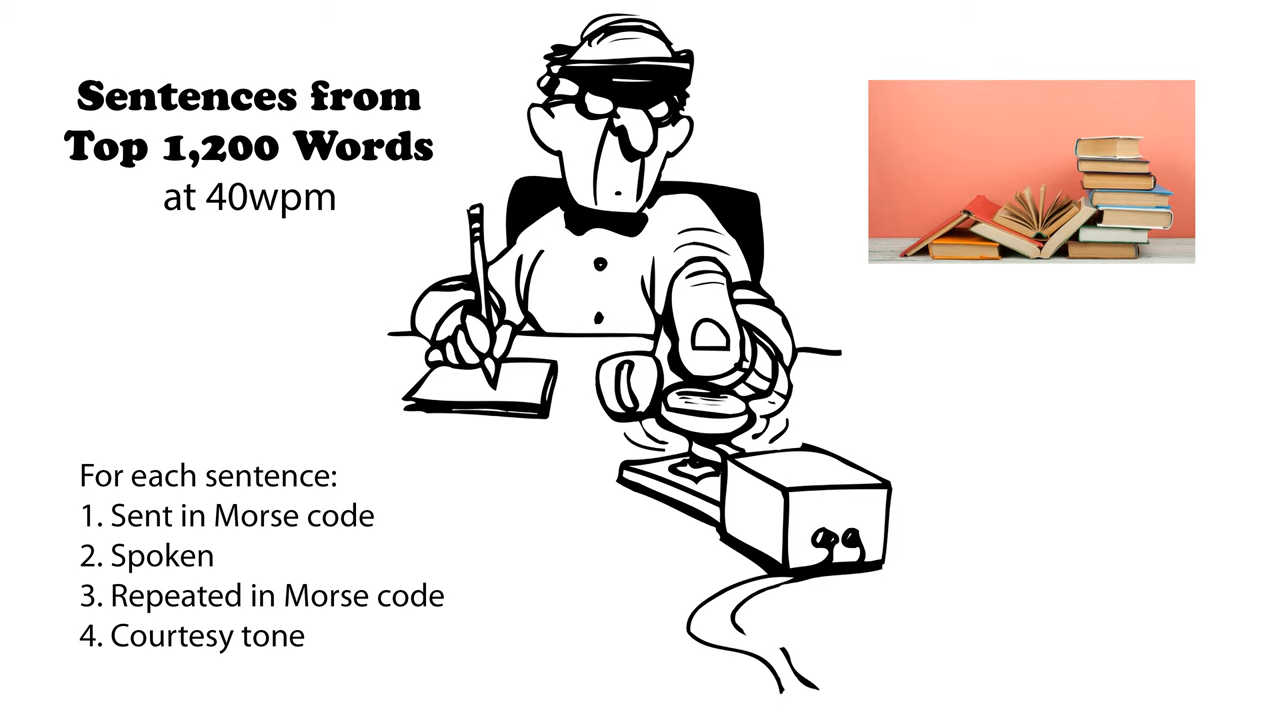 Sentences from
Top 1,200 Words
at 40wpm
For each sentence:
1. Sent in Morse code
2. Spoken
3. Repeated in Morse code
4. Courtesy tone